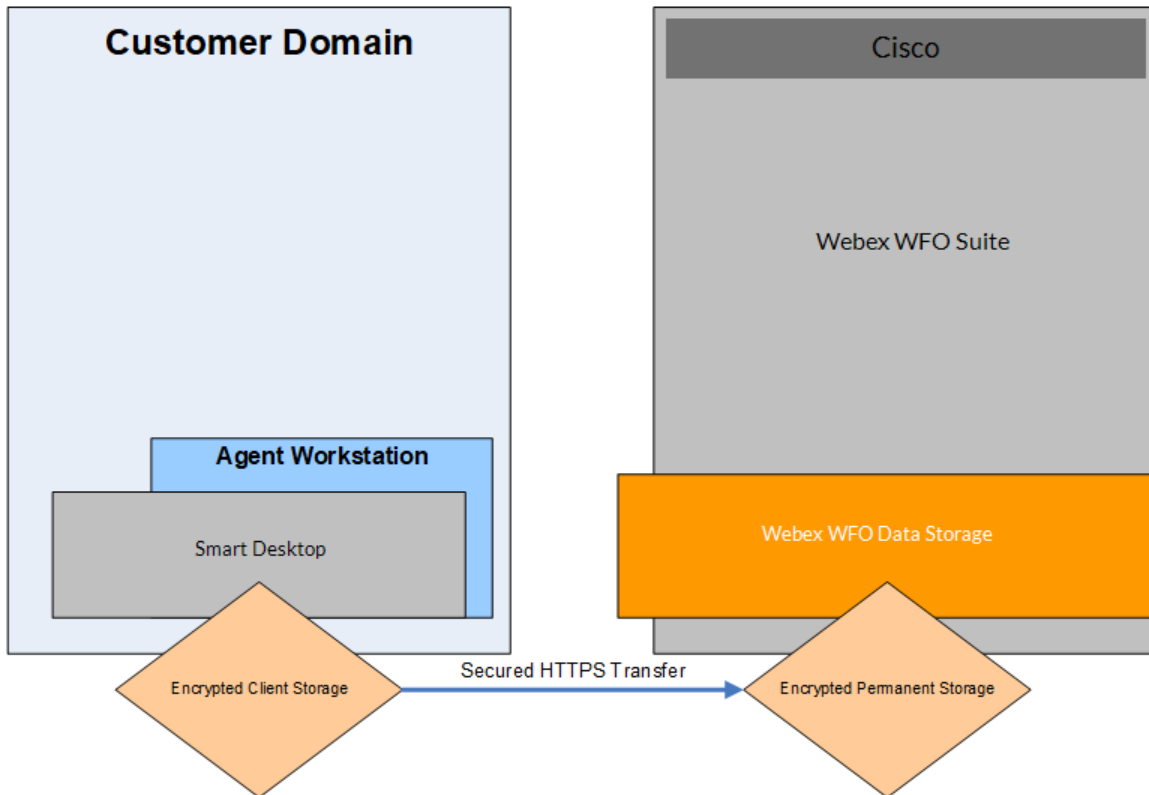 Customer Domain
Cisco
Webex WFO Suite
Agent Workstation
Smart Desktop
Webex WFO Data Storage
Secured HTTPS Transfer
Encrypted Client Storage
Encrypted Permanent Storage